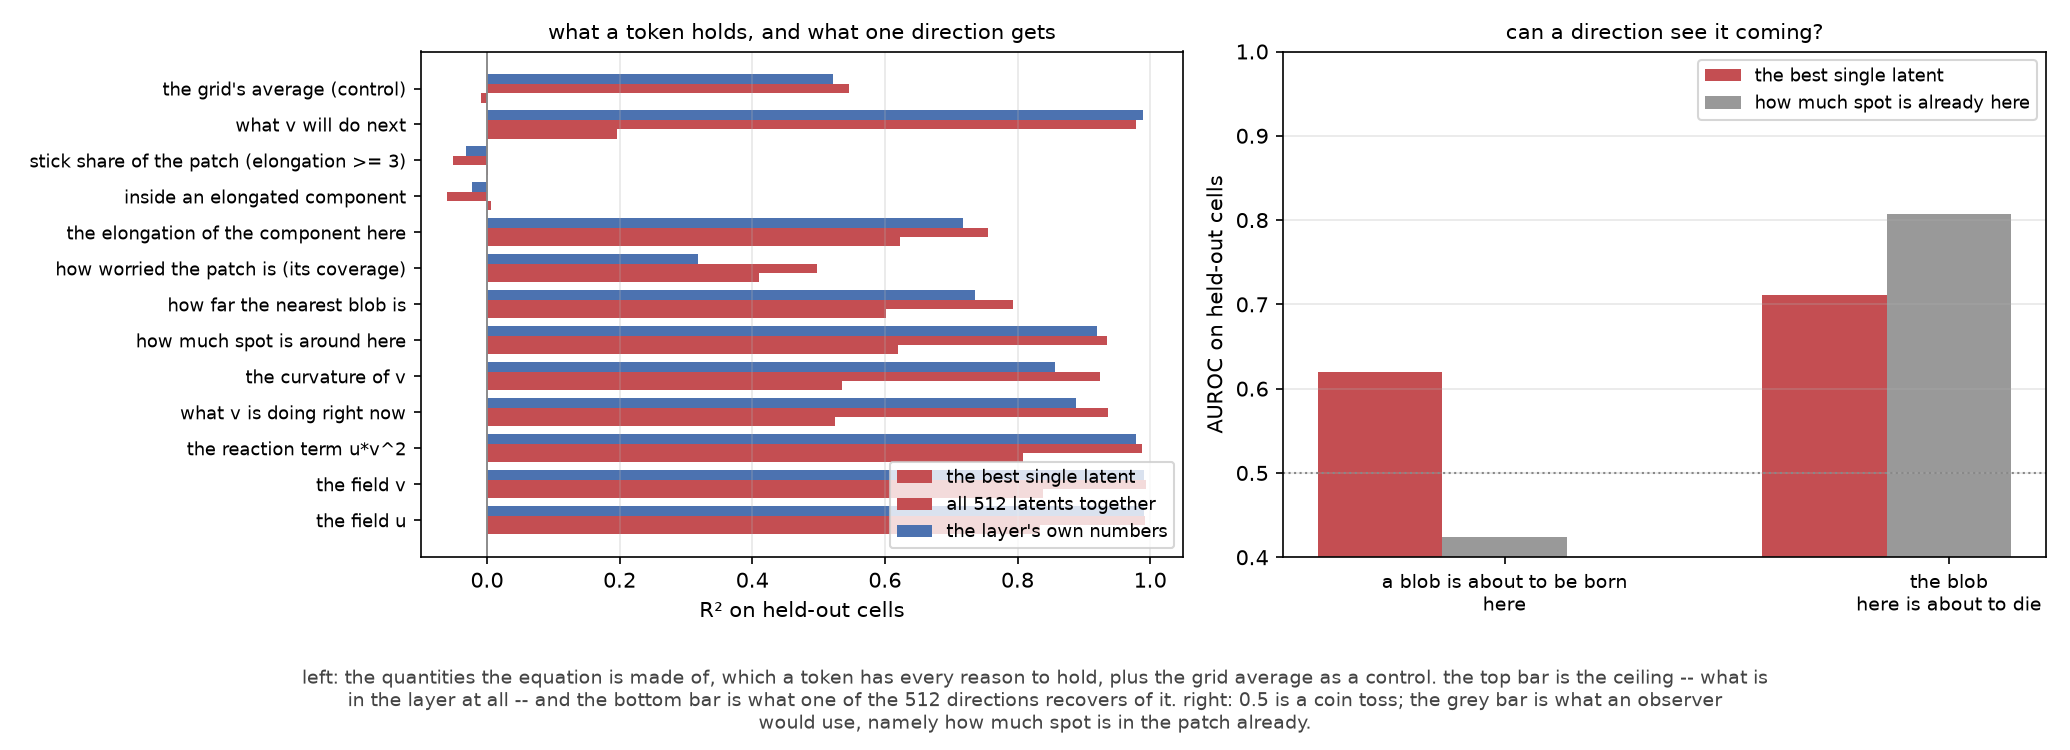 what a token holds, and what one direction gets
the grid's average (control)
what v will do next
stick share of the patch (elongation >= 3)
inside an elongated component
the elongation of the component here
how worried the patch is (its coverage)
how far the nearest blob is
how much spot is around here
the curvature of v
what v is doing right now
the reaction term u*v^2
the field v
the field u
the best single latent
all 512 latents together
the layer's own numbers
0.0 0.2 0.4 0.6 0.8 1.0
R² on held-out cells
can a direction see it coming?
the best single latent
how much spot is already here
1.0
0.9
0.8
0.7
0.6
0.5
0.4
AUROC on held-out cells
a blob is about to be born
here
the blob
here is about to die
left: the quantities the equation is made of, which a token has every reason to hold, plus the grid average as a control. the top bar is the ceiling -- what is
in the layer at all -- and the bottom bar is what one of the 512 directions recovers of it. right: 0.5 is a coin toss; the grey bar is what an observer
would use, namely how much spot is in the patch already.